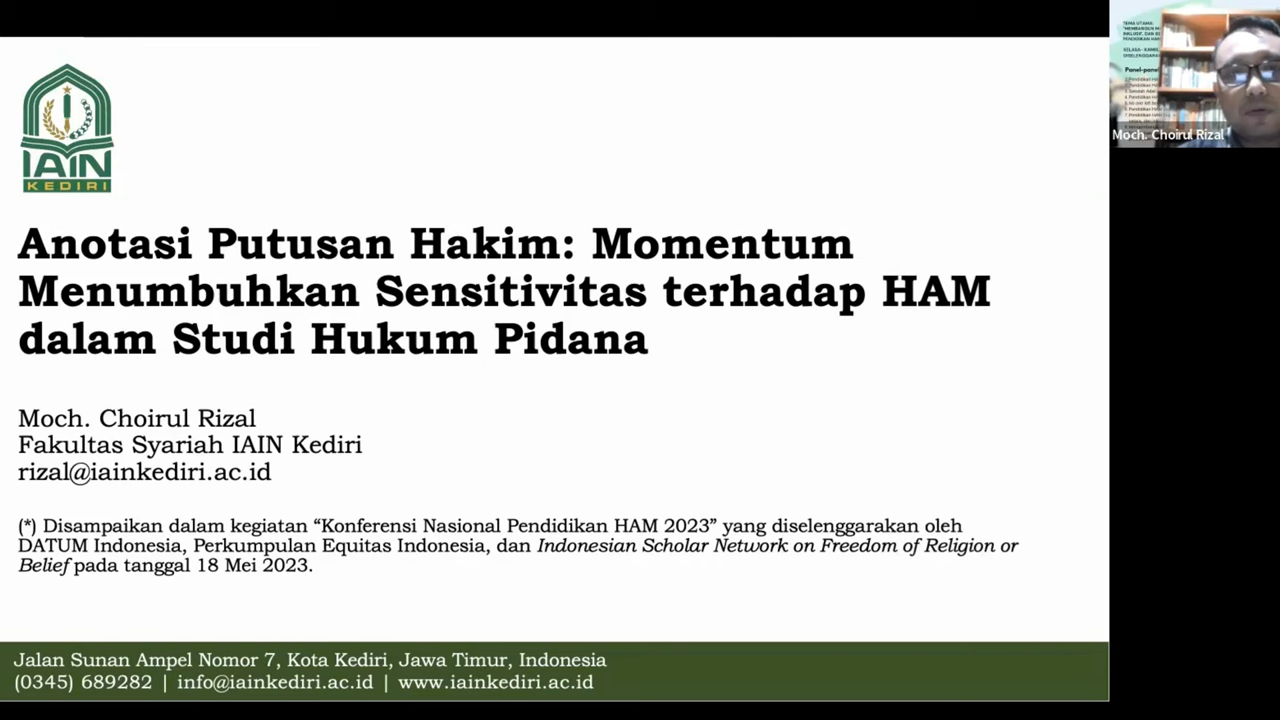 IAIN
KEDIRI
Anotasi Putusan Hakim: Momentum
Menumbuhkan Sensitivitas terhadap HAM
dalam Studi Hukum Pidana
Moch. Choirul Rizal
Fakultas Syariah IAIN Kediri
rizal@iainkediri.ac.id
(*) Disampaikan dalam kegiatan “Konferensi Nasional Pendidikan HAM 2023” yang diselenggarakan oleh
DATUM Indonesia, Perkumpulan Equitas Indonesia, dan Indonesian Scholar Network on Freedom of Religion or
Belief pada tanggal 18 Mei 2023.
Jalan Sunan Ampel Nomor 7, Kota Kediri, Jawa Timur, Indonesia
(0345) 689282 | info@iainkediri.ac.id | www.iainkediri.ac.id
TEMA UTAMA:
Panel-panel
Moch. Choirul Rizal